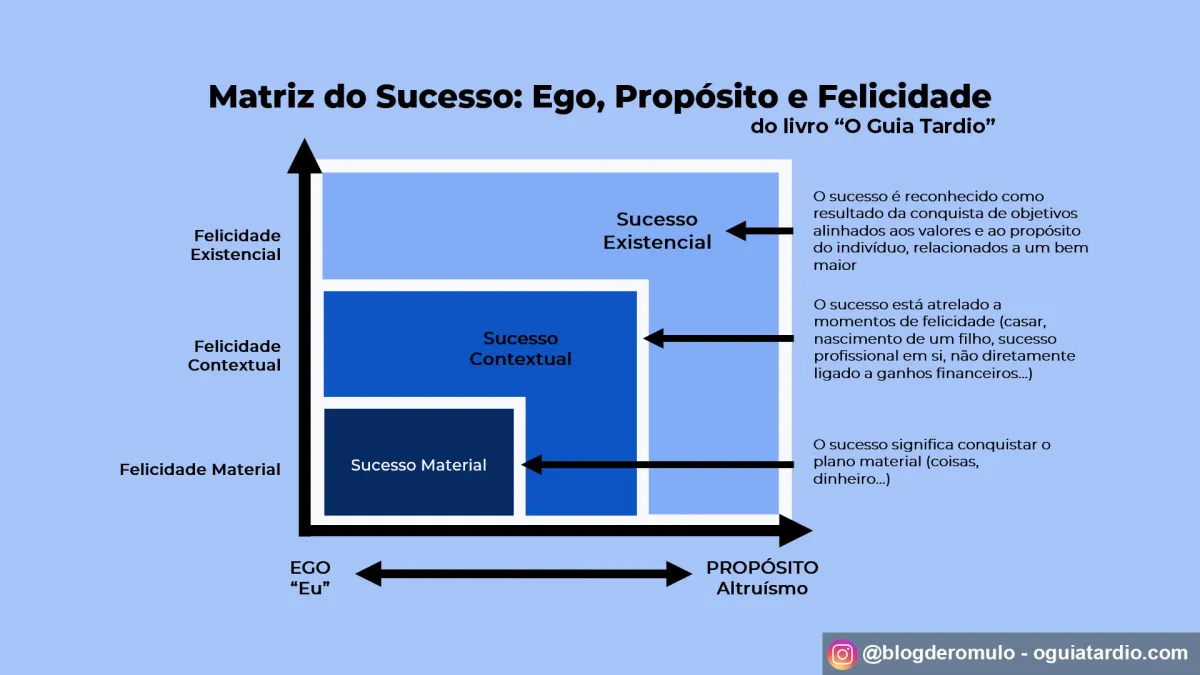 Matriz do Sucesso: Ego, Propósito e Felicidade
do livro “O Guia Tardio”
Felicidade
Existencial
Sucesso
Existencial
O sucesso é reconhecido como
resultado da conquista de objetivos
alinhados aos valores e ao propósito
do indivíduo, relacionados a um bem
maior
Felicidade
Contextual
Sucesso
Contextual
O sucesso está atrelado a
momentos de felicidade (casar,
nascimento de um filho, sucesso
profissional em si, não diretamente
ligado a ganhos financeiros...)
Felicidade Material
Sucesso Material
O sucesso significa conquistar o
plano material (coisas,
dinheiro...)
EGO
“Eu”
PROPÓSITO
Altruísmo
@blogderomulo - oguiatardio.com